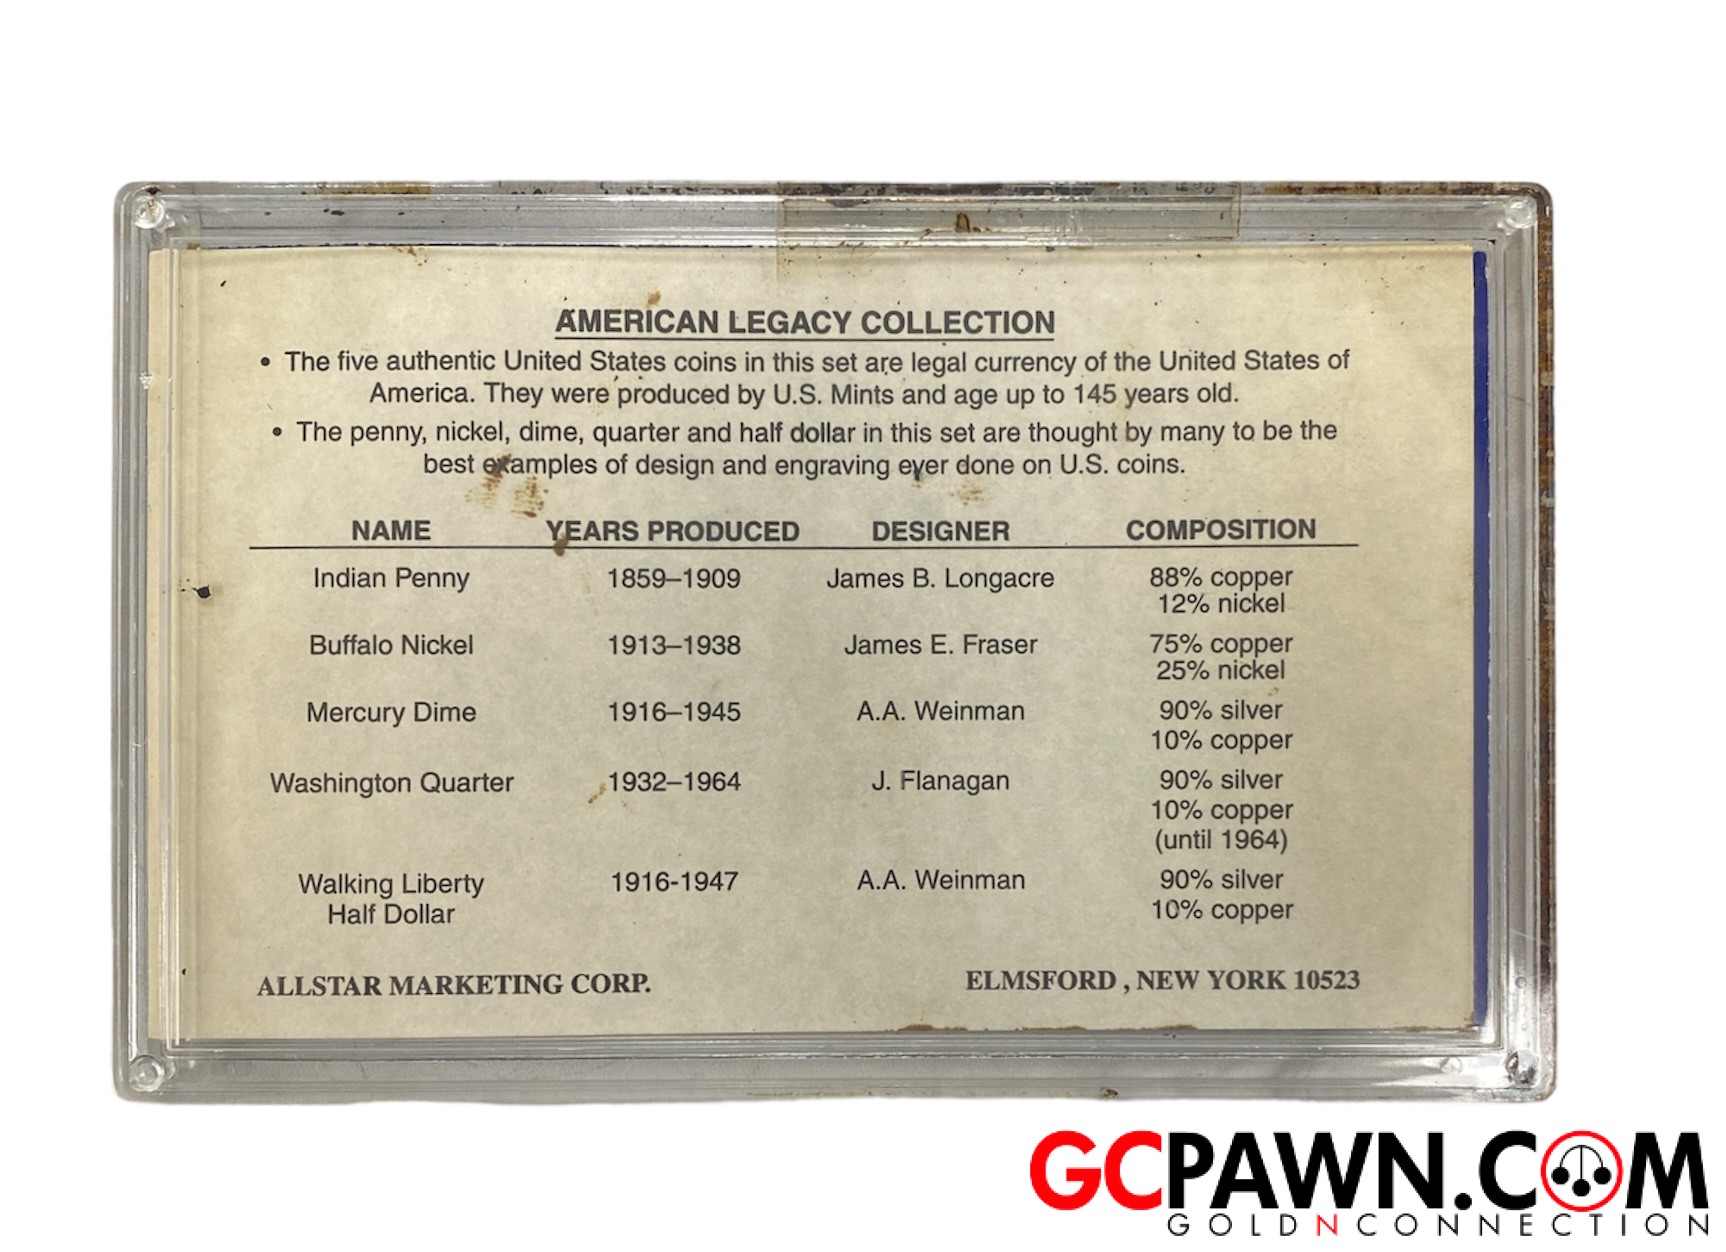 AMERICAN LEGACY COLLECTION
• The five authentic United States coins in this set are legal currency of the United States of
America. They were produced by U.S. Mints and age up to 145 years old.
• The penny, nickel, dime, quarter and half dollar in this set are thought by many to be the
best examples of design and engraving ever done on U.S. coins.
NAME YEARS PRODUCED DESIGNER COMPOSITION
Indian Penny 1859–1909 James B. Longacre 88% copper
12% nickel
Buffalo Nickel 1913–1938 James E. Fraser 75% copper
25% nickel
Mercury Dime 1916–1945 A.A. Weinman 90% silver
10% copper
Washington Quarter 1932–1964 J. Flanagan 90% silver
10% copper
(until 1964)
Walking Liberty 1916-1947 A.A. Weinman 90% silver
Half Dollar 10% copper
ALLSTAR MARKETING CORP. ELMSFORD , NEW YORK 10523
GCPAWN.COM
GOLDNCONNECTION